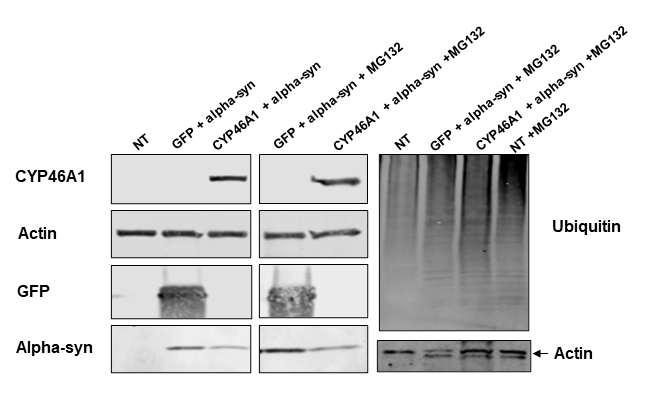 NT
GFP + alpha-syn
CYP46A1 + alpha-syn
GFP + alpha-syn + MG132
CYP46A1 + alpha-syn +MG132
NT
GFP + alpha-syn + MG132
CYP46A1 + alpha-syn +MG132
NT +MG132
CYP46A1
Actin
GFP
Alpha-syn
Ubiquitin
Actin